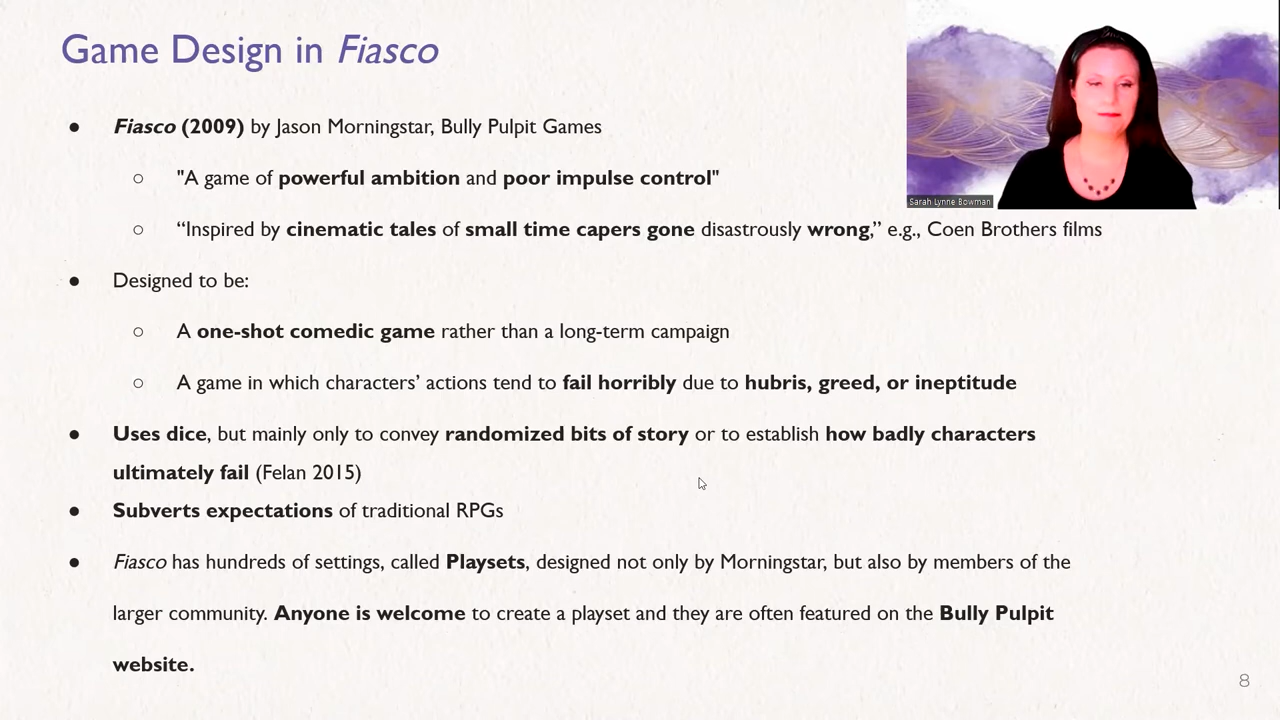 Game Design in Fiasco
Sarah Lynne Bowman
● Fiasco (2009) by Jason Morningstar, Bully Pulpit Games
○ "A game of powerful ambition and poor impulse control"
○ “Inspired by cinematic tales of small time capers gone disastrously wrong,” e.g., Coen Brothers films
● Designed to be:
○ A one-shot comedic game rather than a long-term campaign
○ A game in which characters’ actions tend to fail horribly due to hubris, greed, or ineptitude
● Uses dice, but mainly only to convey randomized bits of story or to establish how badly characters
ultimately fail (Felan 2015)
● Subverts expectations of traditional RPGs
● Fiasco has hundreds of settings, called Playsets, designed not only by Morningstar, but also by members of the
larger community. Anyone is welcome to create a playset and they are often featured on the Bully Pulpit
website.
8